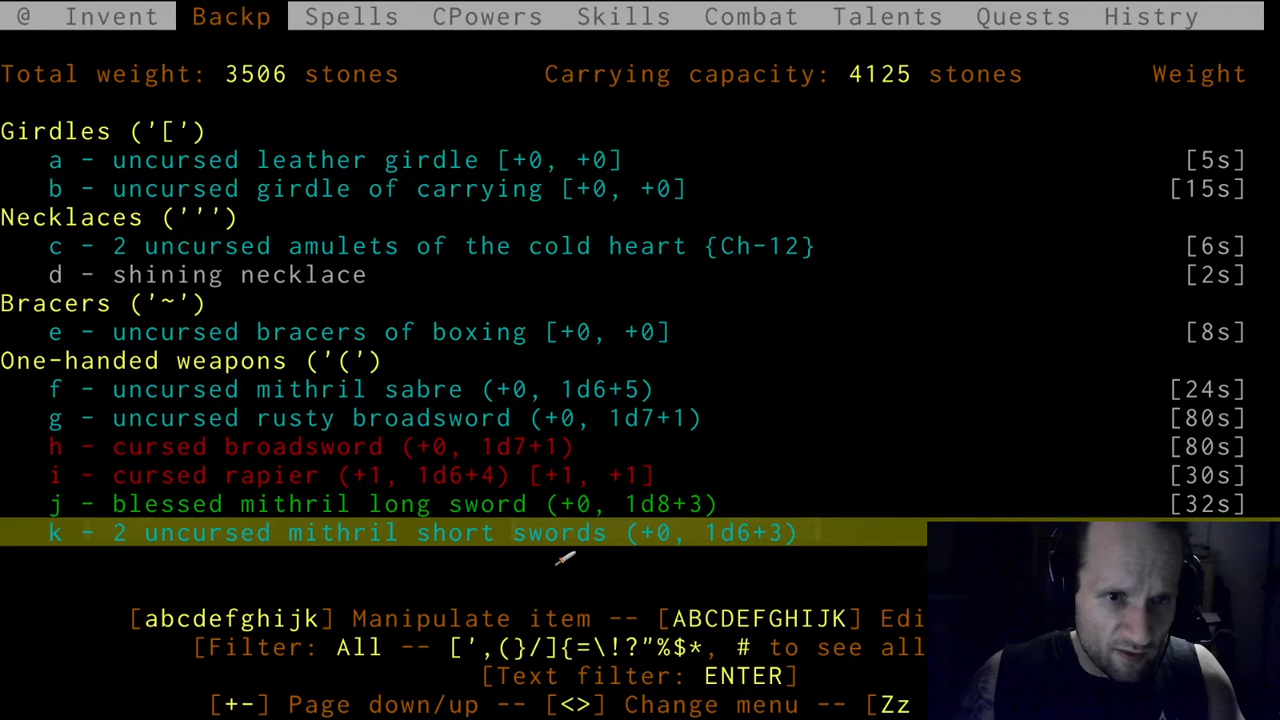 @ Invent Backp Spells CPowers Skills Combat Talents Quests Histry
Total weight: 3506 stones Carrying capacity: 4125 stones Weight
Girdles ('[')
a - uncursed leather girdle [+0, +0] [5s]
b - uncursed girdle of carrying [+0, +0] [15s]
Necklaces (''')
c - 2 uncursed amulets of the cold heart {Ch-12} [6s]
d - shining necklace [2s]
Bracers ('~')
e - uncursed bracers of boxing [+0, +0] [8s]
One-handed weapons ('(')
f - uncursed mithril sabre (+0, 1d6+5) [24s]
g - uncursed rusty broadsword (+0, 1d7+1) [80s]
h - cursed broadsword (+0, 1d7+1) [80s]
i - cursed rapier (+1, 1d6+4) [+1, +1] [30s]
j - blessed mithril long sword (+0, 1d8+3) [32s]
k - 2 uncursed mithril short swords (+0, 1d6+3)
[abcdefghijk] Manipulate item -- [ABCDEFGHIJK] Edi
[Filter: All -- [',(}/]{=\!?"%$*, # to see all
[Text filter: ENTER]
[+-] Page down/up -- [<>] Change menu -- [Zz